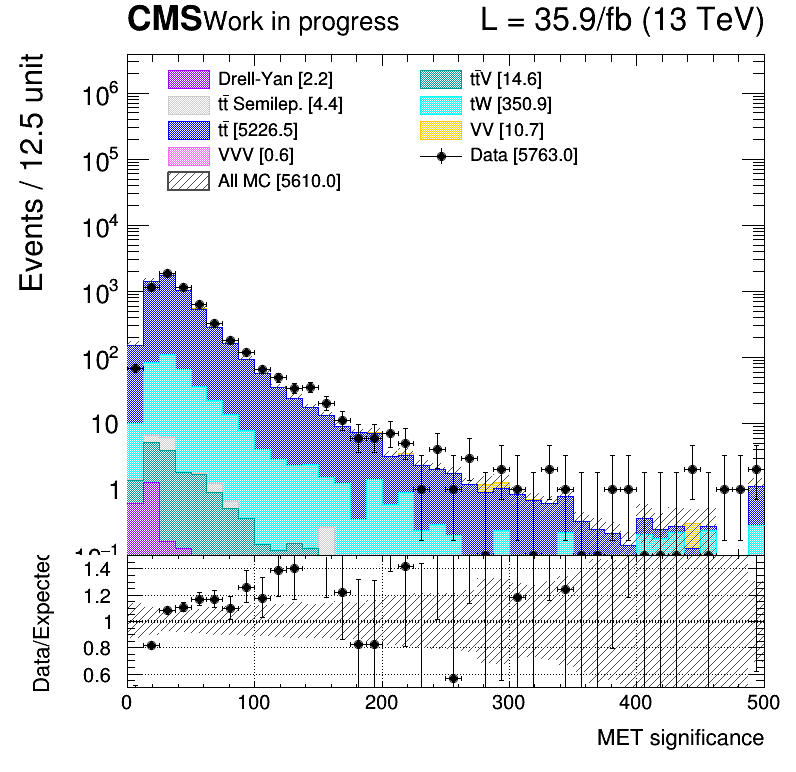 CMS Work in progress L = 35.9/fb (13 TeV)
Events / 12.5 unit
Drell-Yan [2.2]
tt̄ Semilep. [4.4]
tt̄ [5226.5]
VVV [0.6]
All MC [5610.0]
tt̄V [14.6]
tW [350.9]
VV [10.7]
Data [5763.0]
10⁶
10⁵
10⁴
10³
10²
10
1
10⁻¹
Data/Expected
1.4
1.2
1
0.8
0.6
0 100 200 300 400 500
MET significance